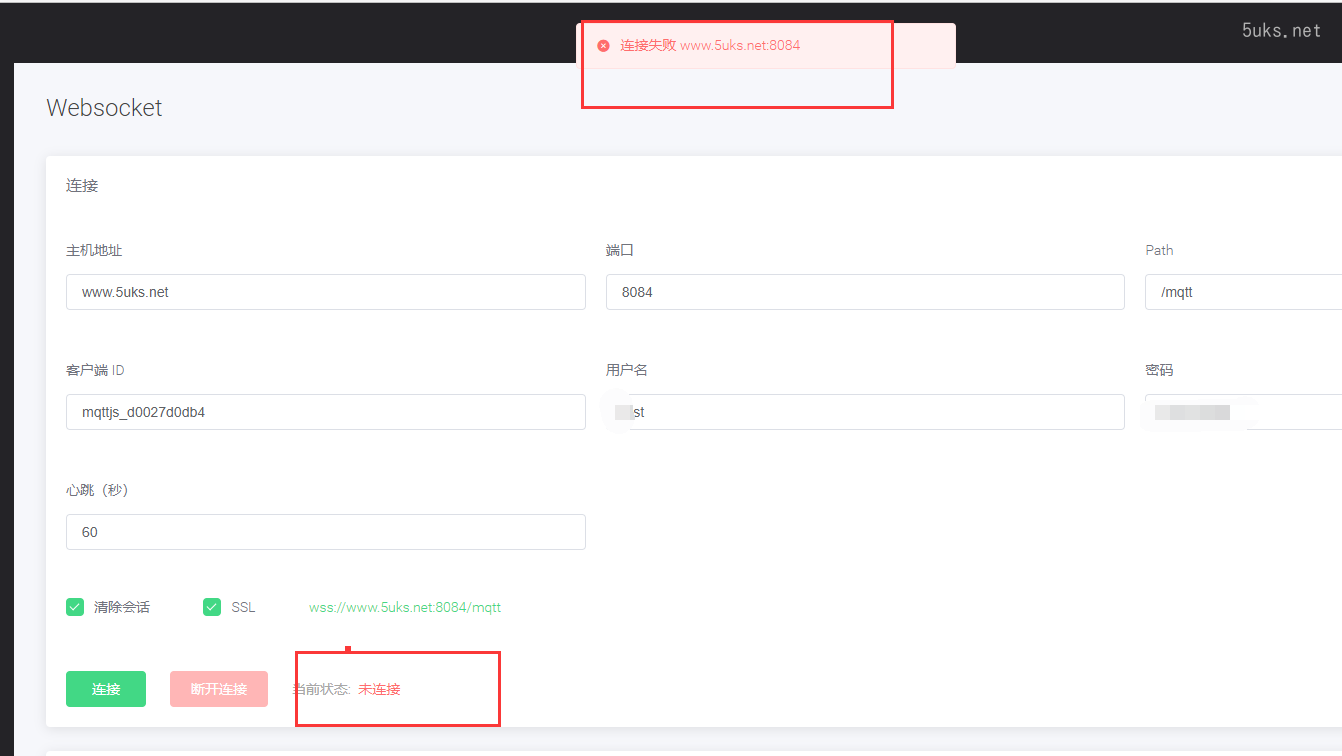 5uks.net
连接失败 www.5uks.net:8084
Websocket
连接
主机地址
端口
Path
www.5uks.net
8084
/mqtt
客户端 ID
用户名
密码
mqttjs_d0027d0db4
st
心跳（秒）
60
清除会话
SSL
wss://www.5uks.net:8084/mqtt
连接
断开连接
当前状态: 未连接